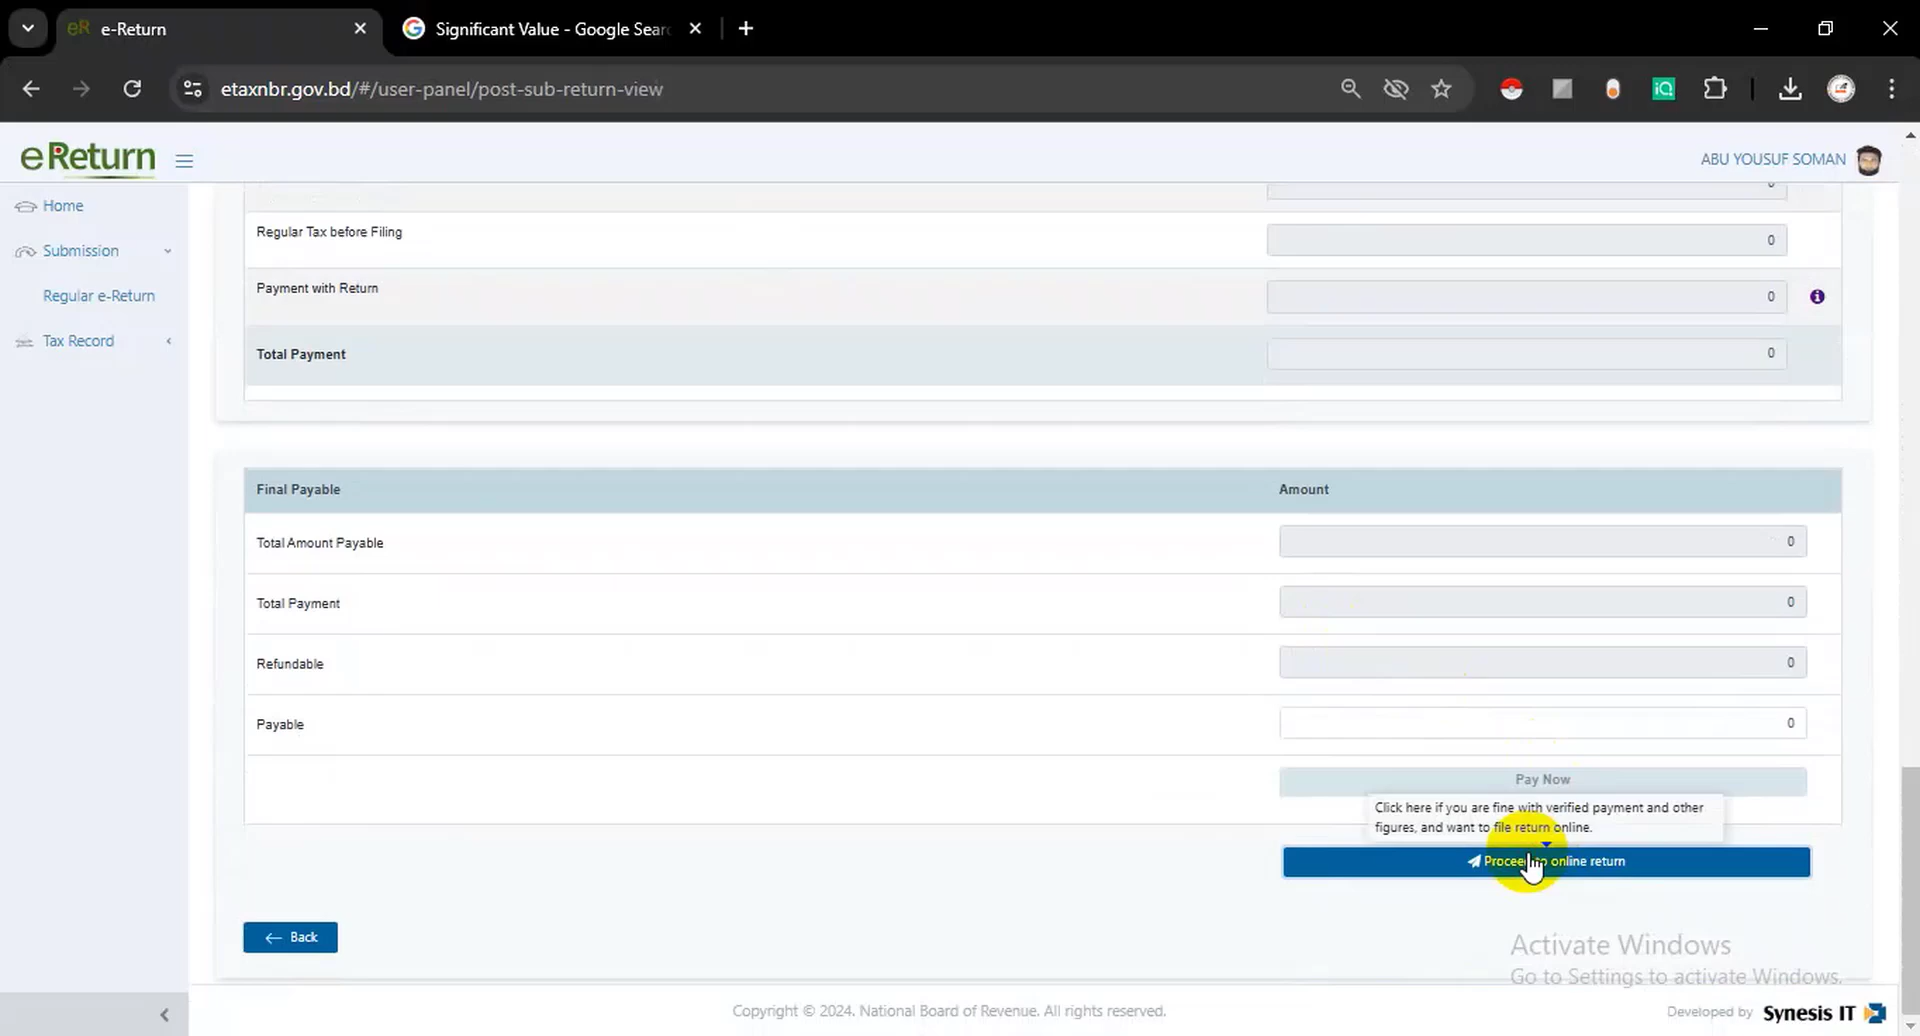 e-Return
Significant Value - Google Sear
etaxnbr.gov.bd/#/user-panel/post-sub-return-view
eReturn
ABU YOUSUF SOMAN
Home
Submission
Regular e-Return
Tax Record
Regular Tax before Filing 0
Payment with Return 0
Total Payment 0
Final Payable Amount
Total Amount Payable 0
Total Payment 0
Refundable 0
Payable 0
Pay Now
Click here if you are fine with verified payment and other
figures, and want to file return online.
Proceed to online return
Back
Activate Windows
Go to Settings to activate Windows.
Copyright © 2024. National Board of Revenue. All rights reserved.
Developed by Synesis IT